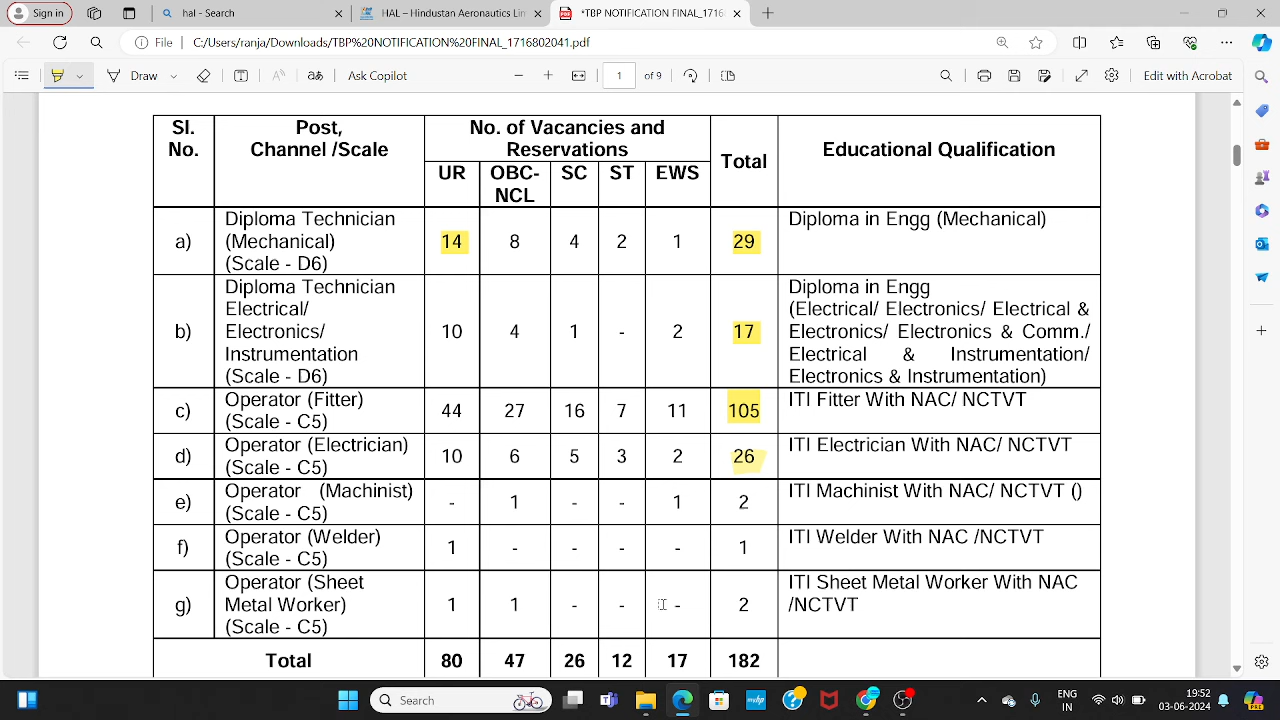 Sign in
hal - Search
HAL – Hindustan Aeronautics Lin
*TBP NOTIFICATION FINAL_1716
File
C:/Users/ranja/Downloads/TBP%20NOTIFICATION%20FINAL_1716802041.pdf
Draw
Ask Copilot
1 of 9
Edit with Acrobat
Sl. No. Post, Channel /Scale No. of Vacancies and Reservations Total Educational Qualification
UR OBC-NCL SC ST EWS
a) Diploma Technician (Mechanical) (Scale - D6) 14 8 4 2 1 29 Diploma in Engg (Mechanical)
b) Diploma Technician Electrical/ Electronics/ Instrumentation (Scale - D6) 10 4 1 - 2 17 Diploma in Engg (Electrical/ Electronics/ Electrical & Electronics/ Electronics & Comm./ Electrical & Instrumentation/ Electronics & Instrumentation)
c) Operator (Fitter) (Scale - C5) 44 27 16 7 11 105 ITI Fitter With NAC/ NCTVT
d) Operator (Electrician) (Scale - C5) 10 6 5 3 2 26 ITI Electrician With NAC/ NCTVT
e) Operator (Machinist) (Scale - C5) - 1 - - 1 2 ITI Machinist With NAC/ NCTVT ()
f) Operator (Welder) (Scale - C5) 1 - - - - 1 ITI Welder With NAC /NCTVT
g) Operator (Sheet Metal Worker) (Scale - C5) 1 1 - - - 2 ITI Sheet Metal Worker With NAC /NCTVT
Total 80 47 26 12 17 182
Search
ENG
IN
19:52
03-06-2024